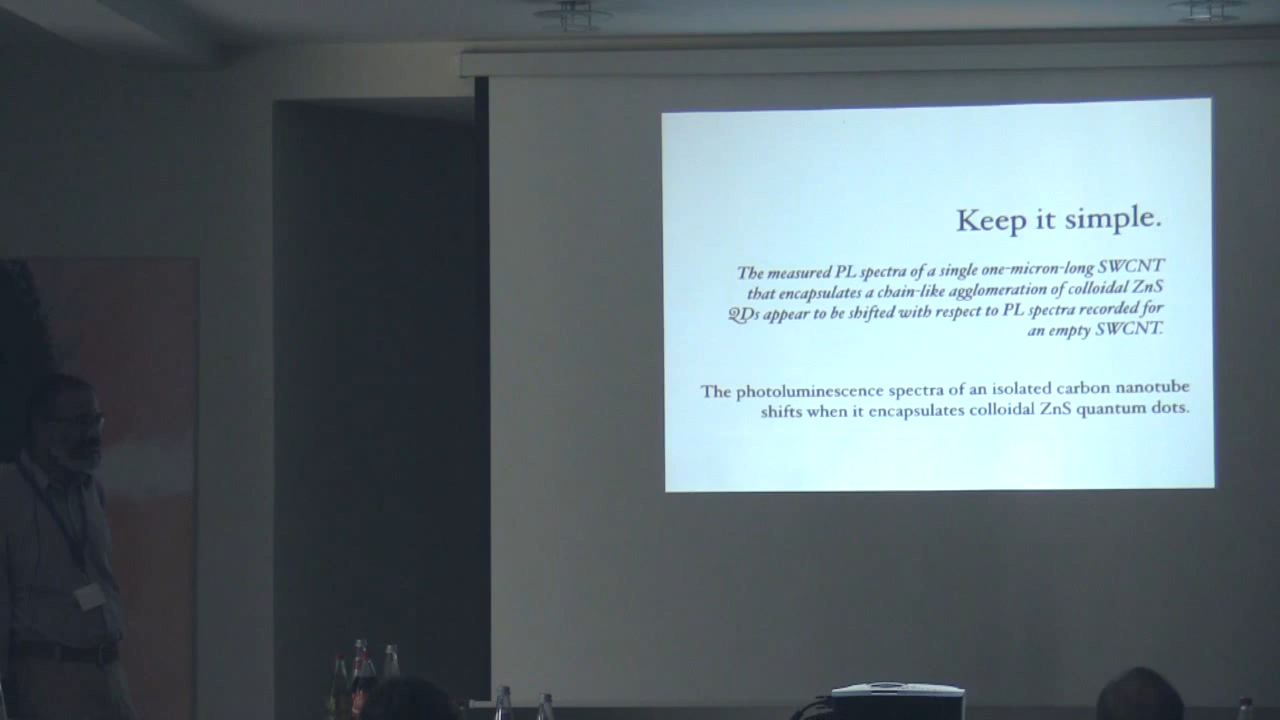 Keep it simple.
The measured PL spectra of a single one-micron-long SWCNT
that encapsulates a chain-like agglomeration of colloidal ZnS
QDs appear to be shifted with respect to PL spectra recorded for
an empty SWCNT.
The photoluminescence spectra of an isolated carbon nanotube
shifts when it encapsulates colloidal ZnS quantum dots.